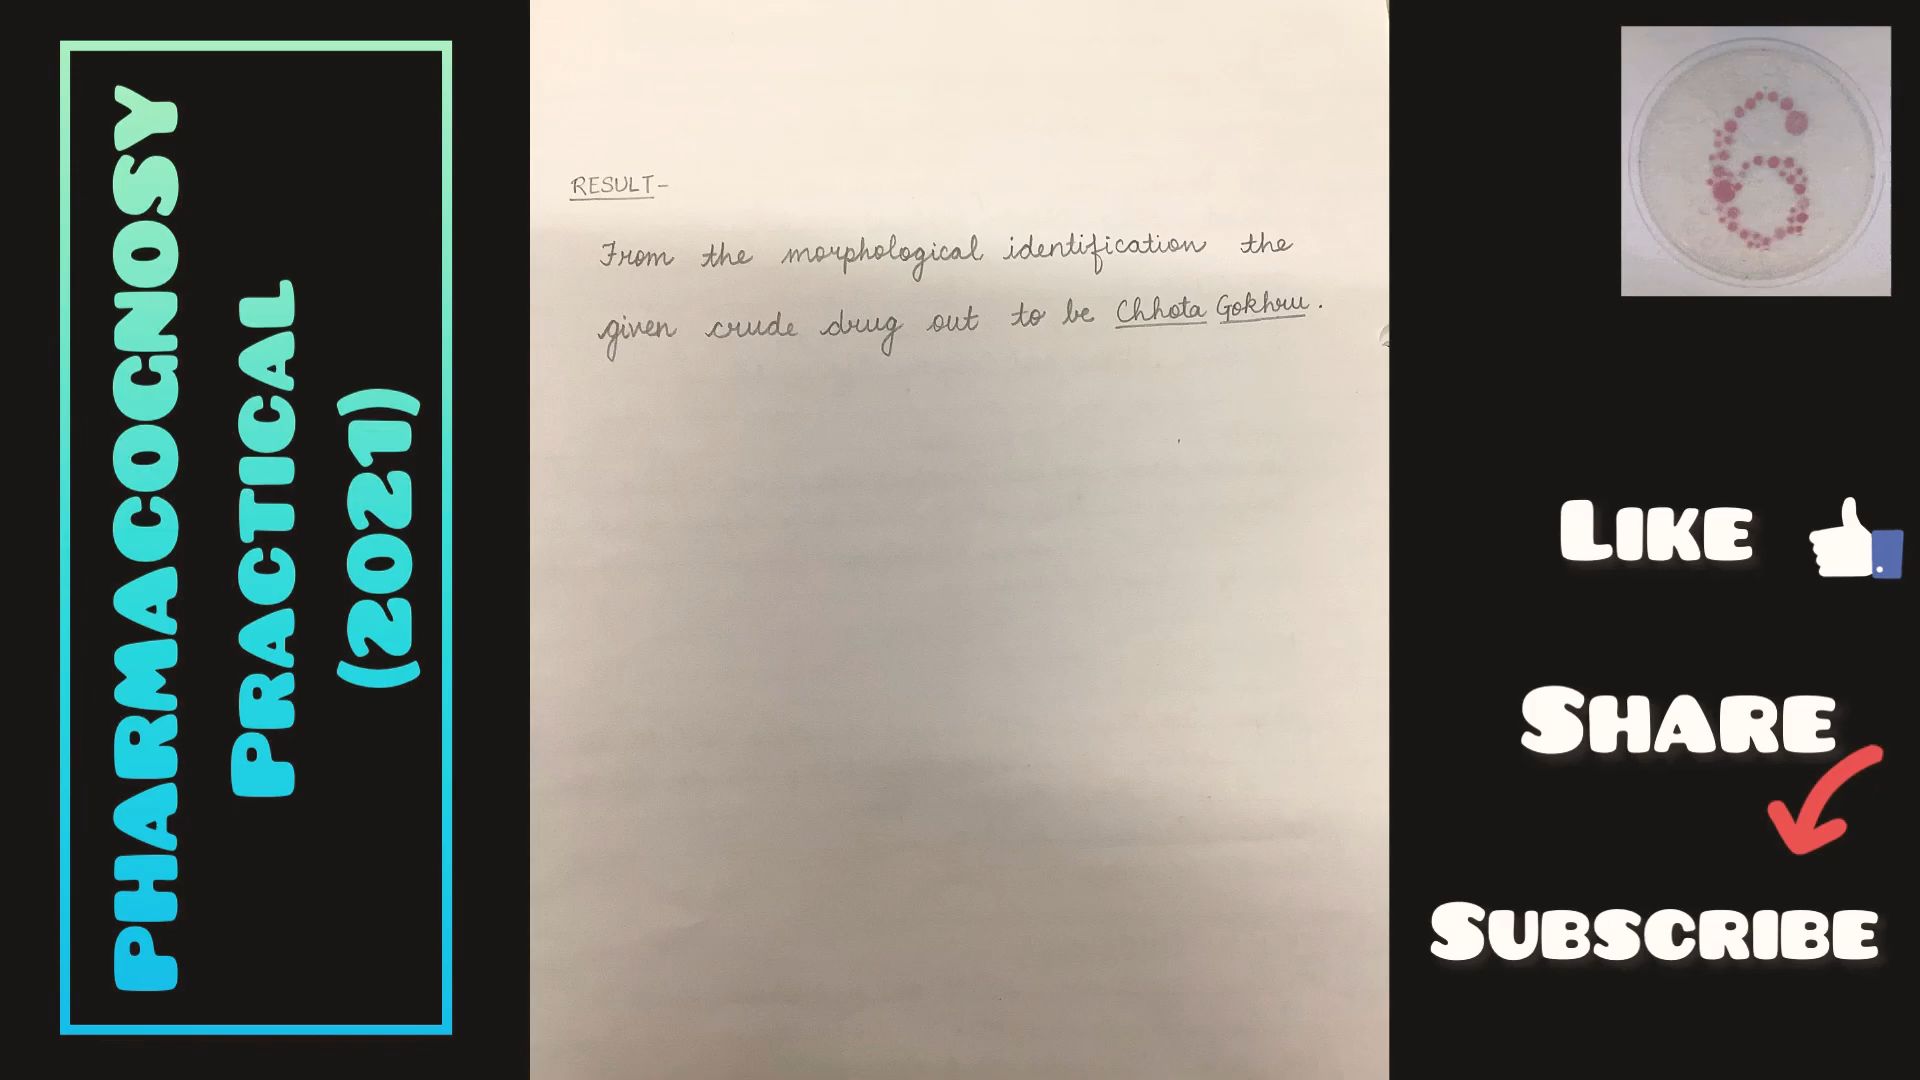 PHARMACOGNOSY
PRACTICAL
(2021)
RESULT-
From the morphological identification the
given crude drug out to be Chhota Gokhru.
6
LIKE
SHARE
SUBSCRIBE